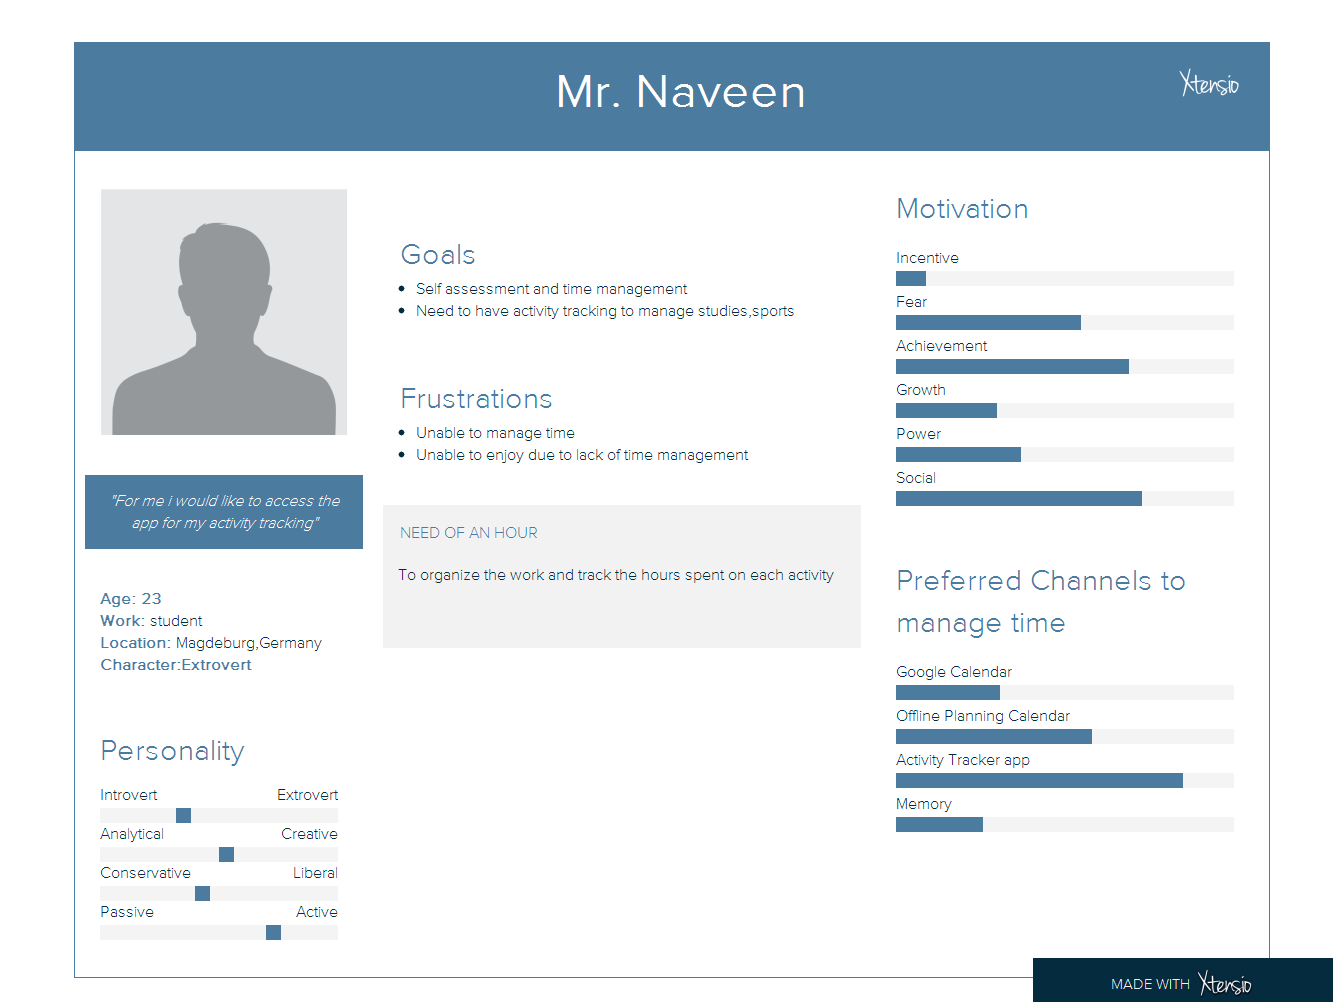 Mr. Naveen
Xtensio
"For me i would like to access the
app for my activity tracking"
Age: 23
Work: student
Location: Magdeburg,Germany
Character:Extrovert
Personality
Introvert Extrovert
Analytical Creative
Conservative Liberal
Passive Active
Goals
Self assessment and time management
Need to have activity tracking to manage studies,sports
Frustrations
Unable to manage time
Unable to enjoy due to lack of time management
NEED OF AN HOUR
To organize the work and track the hours spent on each activity
Motivation
Incentive
Fear
Achievement
Growth
Power
Social
Preferred Channels to
manage time
Google Calendar
Offline Planning Calendar
Activity Tracker app
Memory
MADE WITH Xtensio